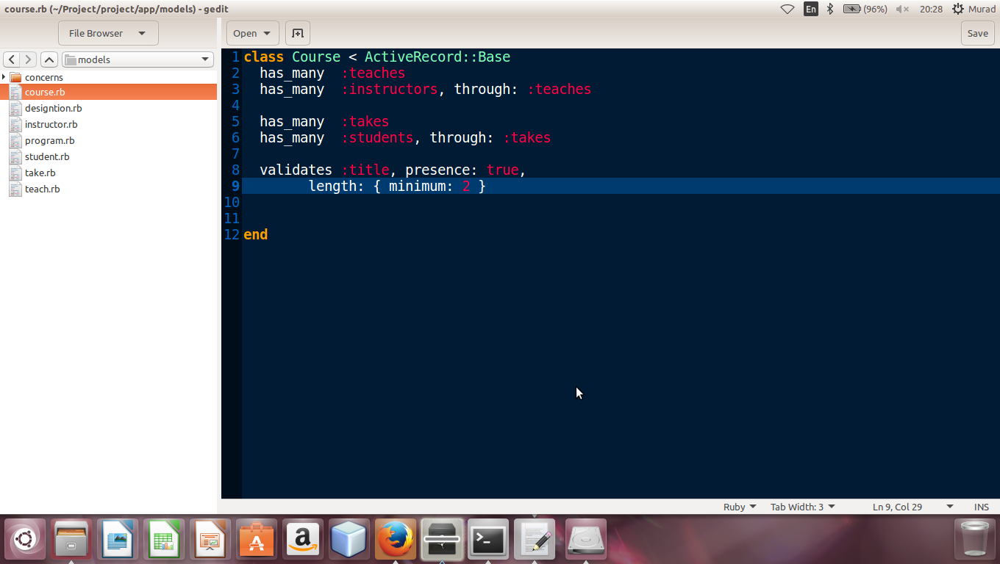 course.rb (~/Project/project/app/models) - gedit
En
(96%)
20:28
Murad
File Browser
Open
Save
models
concerns
course.rb
designtion.rb
instructor.rb
program.rb
student.rb
take.rb
teach.rb
1 class Course < ActiveRecord::Base
2   has_many  :teaches
3   has_many  :instructors, through: :teaches
4
5   has_many  :takes
6   has_many  :students, through: :takes
7
8   validates :title, presence: true,
9         length: { minimum: 2 }
10
11
12 end
Ruby
Tab Width: 3
Ln 9, Col 29
INS